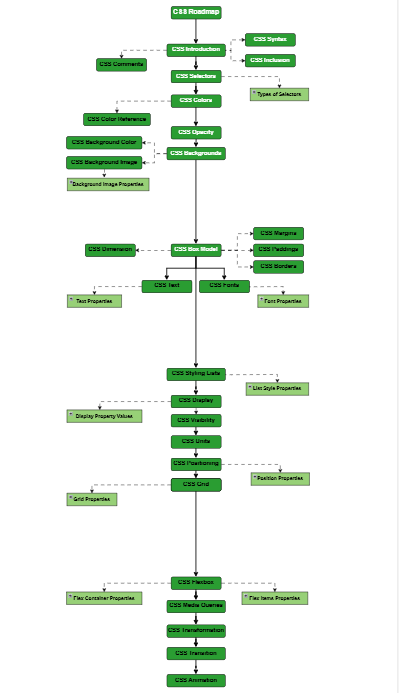 CSS Roadmap
CSS Syntax
CSS Introduction
CSS Inclusion
CSS Comments
CSS Selectors
* Types of Selectors
CSS Colors
CSS Color Reference
CSS Opacity
CSS Background Color
CSS Backgrounds
CSS Background Image
*Background Image Properties
CSS Margins
CSS Dimension
CSS Box Model
CSS Paddings
CSS Borders
CSS Text
CSS Fonts
* Text Properties
* Font Properties
CSS Styling Lists
* List Style Properties
CSS Display
* Display Property Values
CSS Visibility
CSS Units
CSS Positioning
* Position Properties
CSS Grid
* Grid Properties
CSS Flexbox
* Flex Container Properties
* Flex Items Properties
CSS Media Queries
CSS Transformation
CSS Transition
CSS Animation